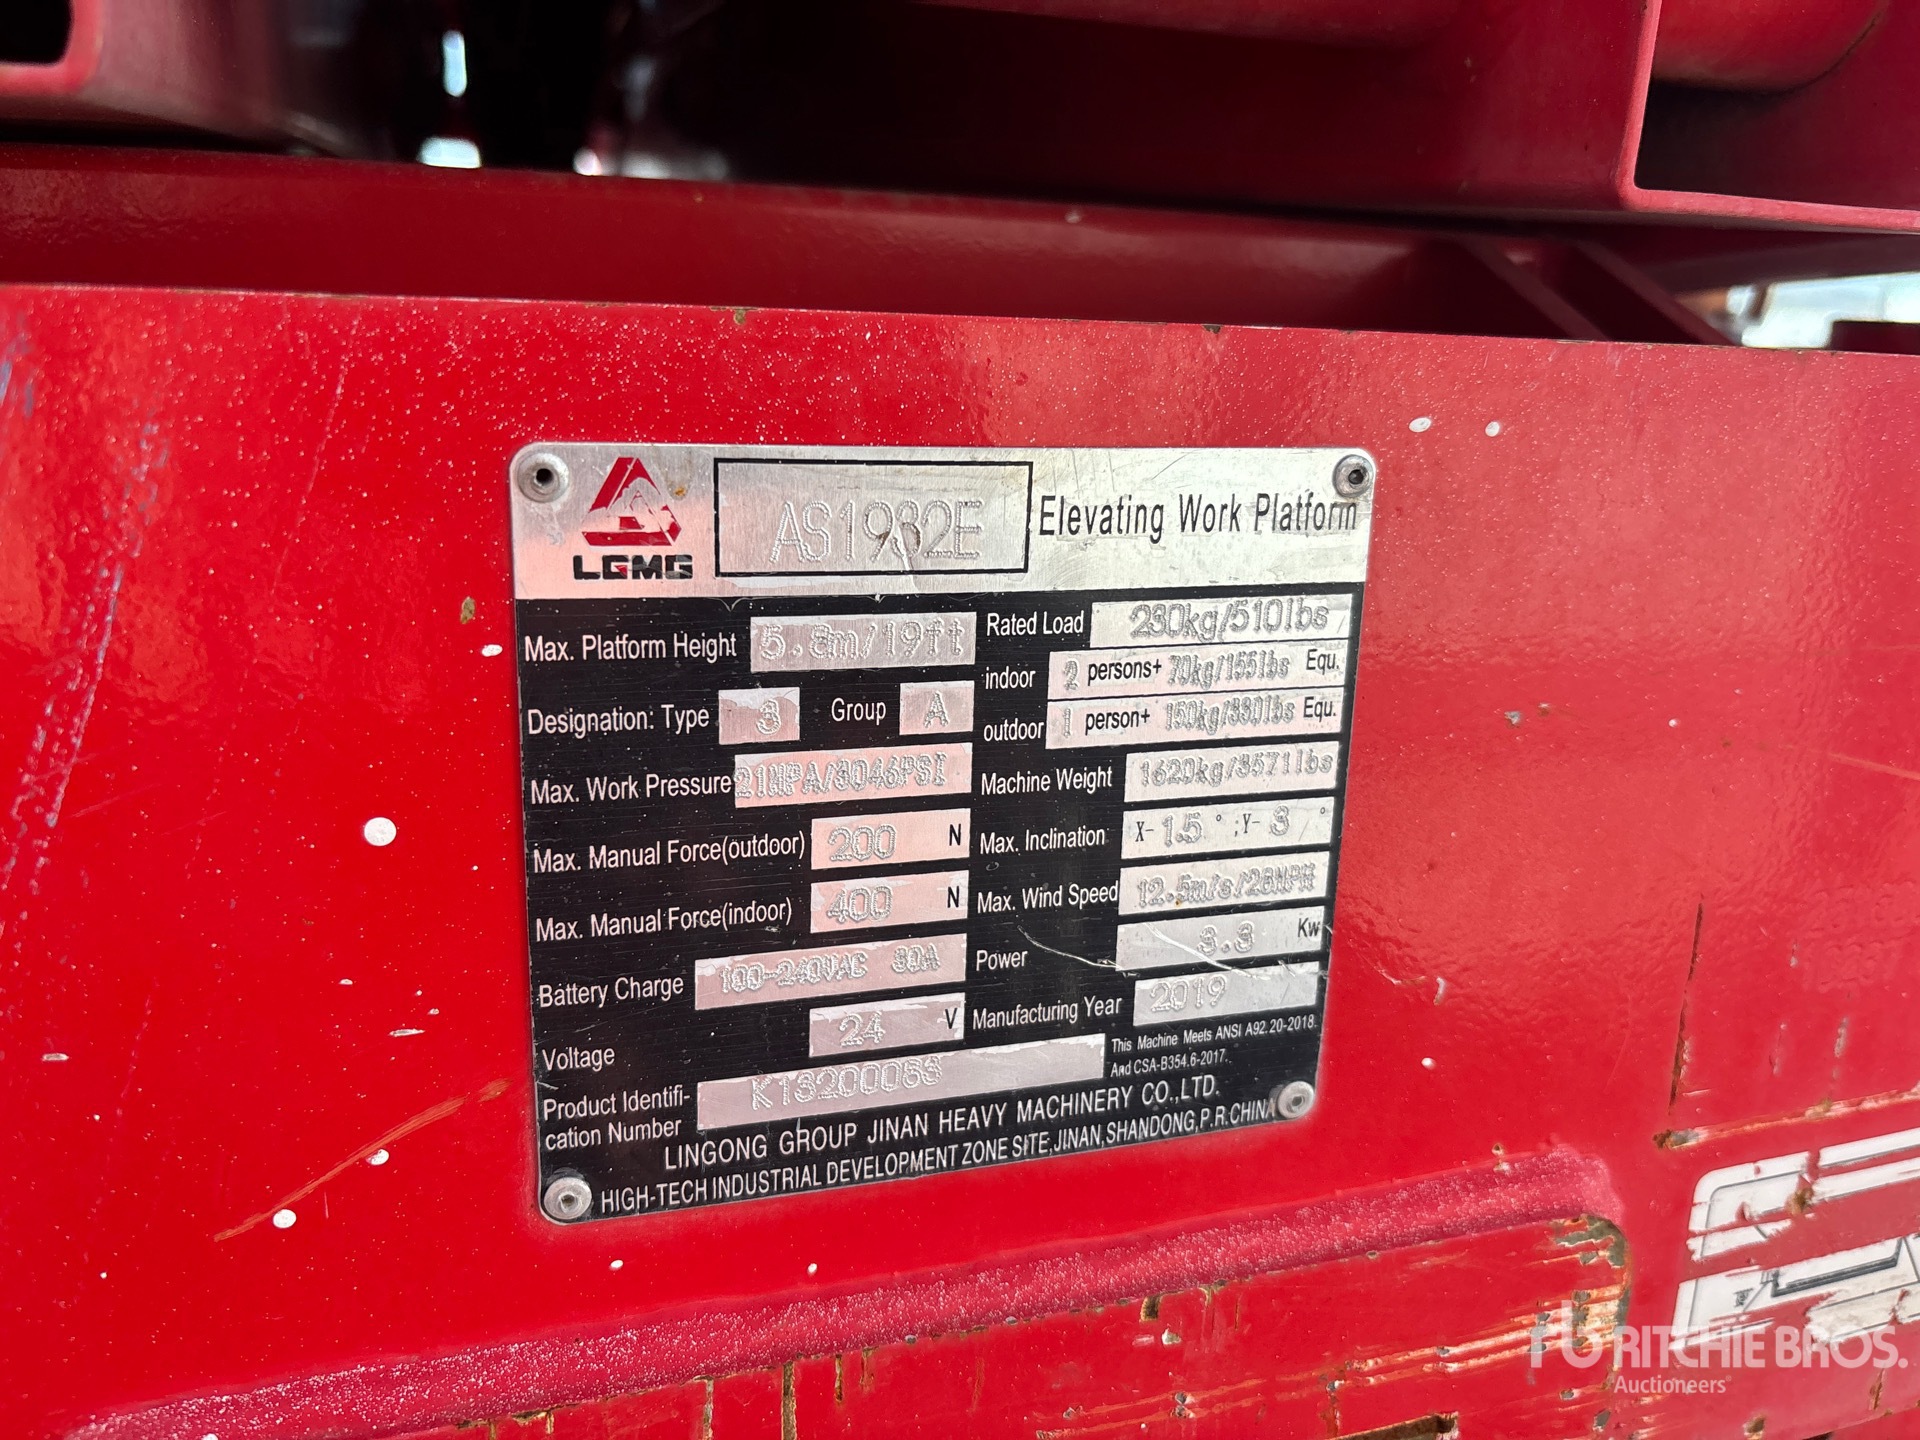 LGMG AS1932E Elevating Work Platform
Max. Platform Height 5.8m/19ft
Rated Load 230kg/510lbs
indoor 2 persons+ 70kg/155lbs Equ.
Designation: Type 3 Group A
outdoor 1 person+ 150kg/330lbs Equ.
Max. Work Pressure 21MPA/3046PSI
Machine Weight 1620kg/3571lbs
Max. Manual Force(outdoor) 200 N
Max. Inclination X-1.5°;Y-3°
Max. Manual Force(indoor) 400 N
Max. Wind Speed 12.5m/s/28MPH
Battery Charge 100-240VAC 30A
Power 3.3 Kw
Voltage 24 V
Manufacturing Year 2019
Product Identifi-
cation Number K13200053
This Machine Meets ANSI A92.20-2018.
And CSA-B354.6-2017.
LINGONG GROUP JINAN HEAVY MACHINERY CO.,LTD.
HIGH-TECH INDUSTRIAL DEVELOPMENT ZONE SITE,JINAN,SHANDONG,P.R.CHINA
rb RITCHIE BROS.
Auctioneers